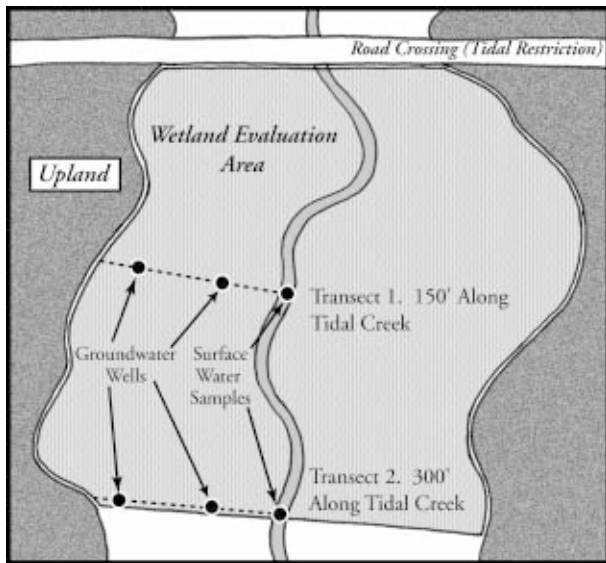 Road Crossing (Tidal Restriction)
Wetland Evaluation
Area
Upland
Transect 1. 150' Along
Tidal Creek
Groundwater
Wells
Surface
Water
Samples
Transect 2. 300'
Along Tidal Creek